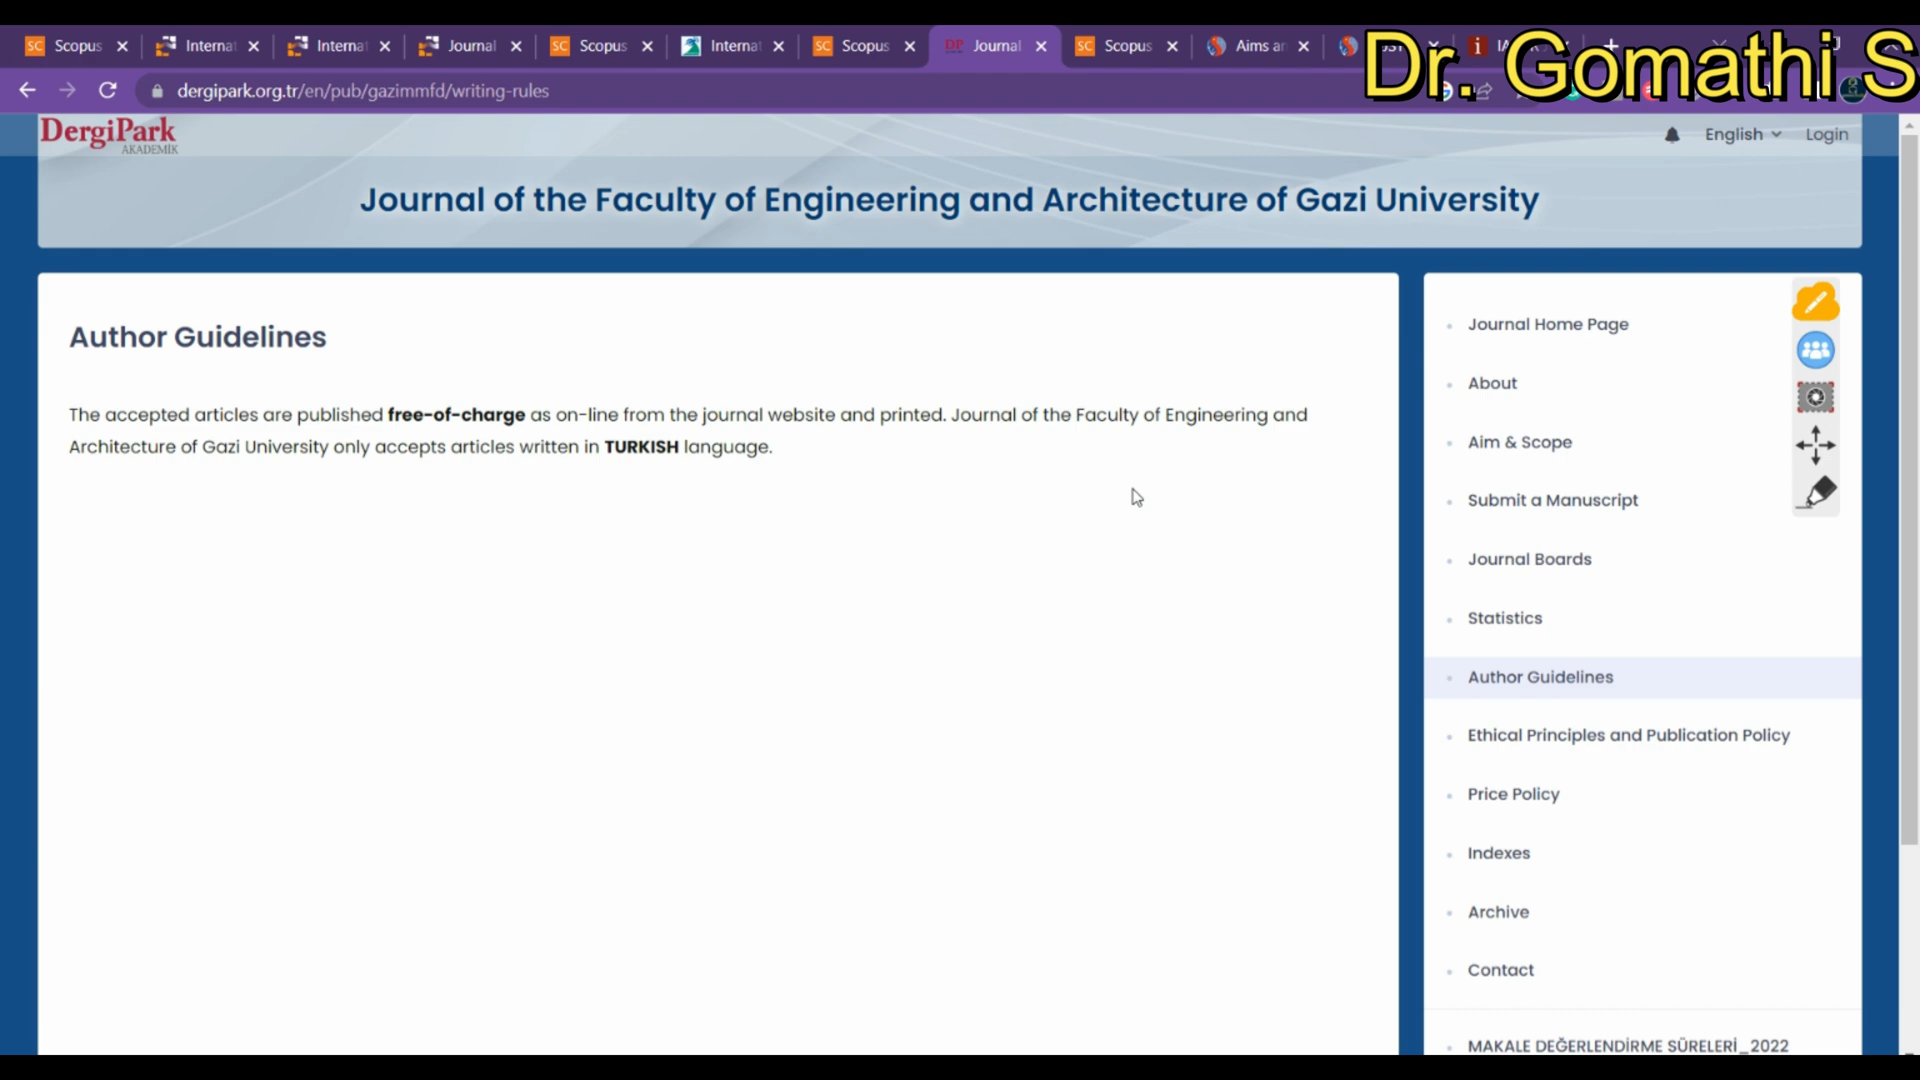 Scopus
Internat
Internat
Journal
Scopus
Internat
Scopus
DP Journal
Scopus
Aims an
Dr. Gomathi S
dergipark.org.tr/en/pub/gazimmfd/writing-rules
DergiPark
AKADEMİK
English
Login
Journal of the Faculty of Engineering and Architecture of Gazi University
Author Guidelines
The accepted articles are published free-of-charge as on-line from the journal website and printed. Journal of the Faculty of Engineering and
Architecture of Gazi University only accepts articles written in TURKISH language.
Journal Home Page
About
Aim & Scope
Submit a Manuscript
Journal Boards
Statistics
Author Guidelines
Ethical Principles and Publication Policy
Price Policy
Indexes
Archive
Contact
MAKALE DEĞERLENDİRME SÜRELERİ_2022